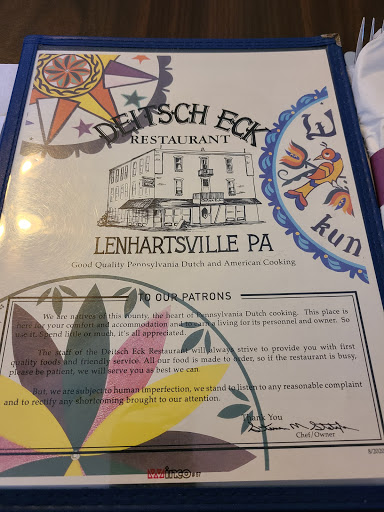 DEITSCH ECK
RESTAURANT
LENHARTSVILLE PA
Good Quality Pennsylvania Dutch and American Cooking
kum
TO OUR PATRONS
We are natives of this county, the heart of Pennsylvania Dutch cooking. This place is
here for your comfort and accommodation and to earn a living for its personnel and owner. So
use it. Spend little or much, it's all appreciated.
The staff of the Deitsch Eck Restaurant will always strive to provide you with first
quality foods and friendly service. All our food is made to order, so if the restaurant is busy,
please be patient, we will serve you as best we can.
But, we are subject to human imperfection, we stand to listen to any reasonable complaint
and to rectify any shortcoming brought to our attention.
Thank You
Chef/Owner
8/2020